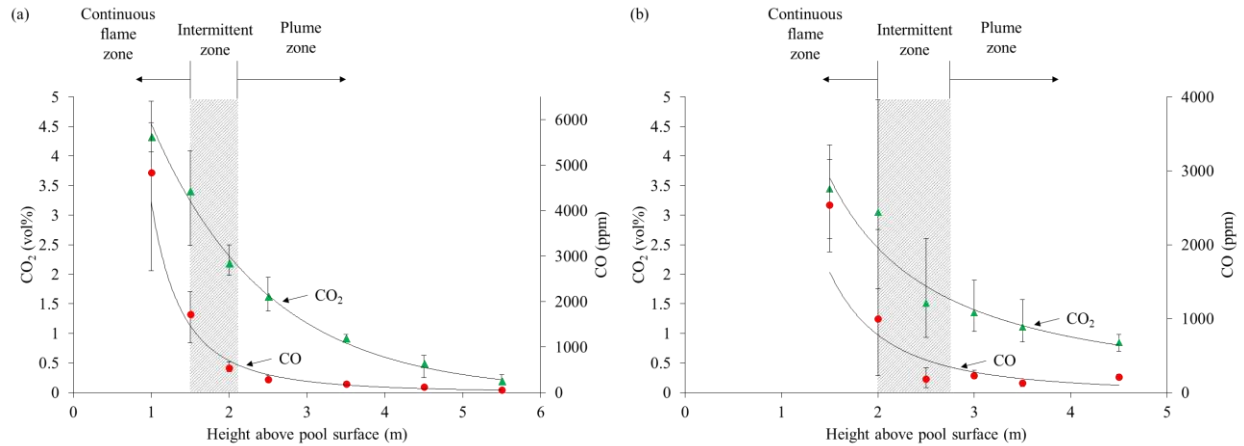 (a)
Continuous
flame
zone
Intermittent
zone
Plume
zone
5
4.5
4
3.5
3
2.5
2
1.5
1
0.5
0
CO₂ (vol%)
6000
5000
4000
3000
2000
1000
0
CO (ppm)
CO₂
CO
0 1 2 3 4 5 6
Height above pool surface (m)
(b)
Continuous
flame
zone
Intermittent
zone
Plume
zone
5
4.5
4
3.5
3
2.5
2
1.5
1
0.5
0
CO₂ (vol%)
4000
3000
2000
1000
0
CO (ppm)
CO₂
CO
0 1 2 3 4 5
Height above pool surface (m)